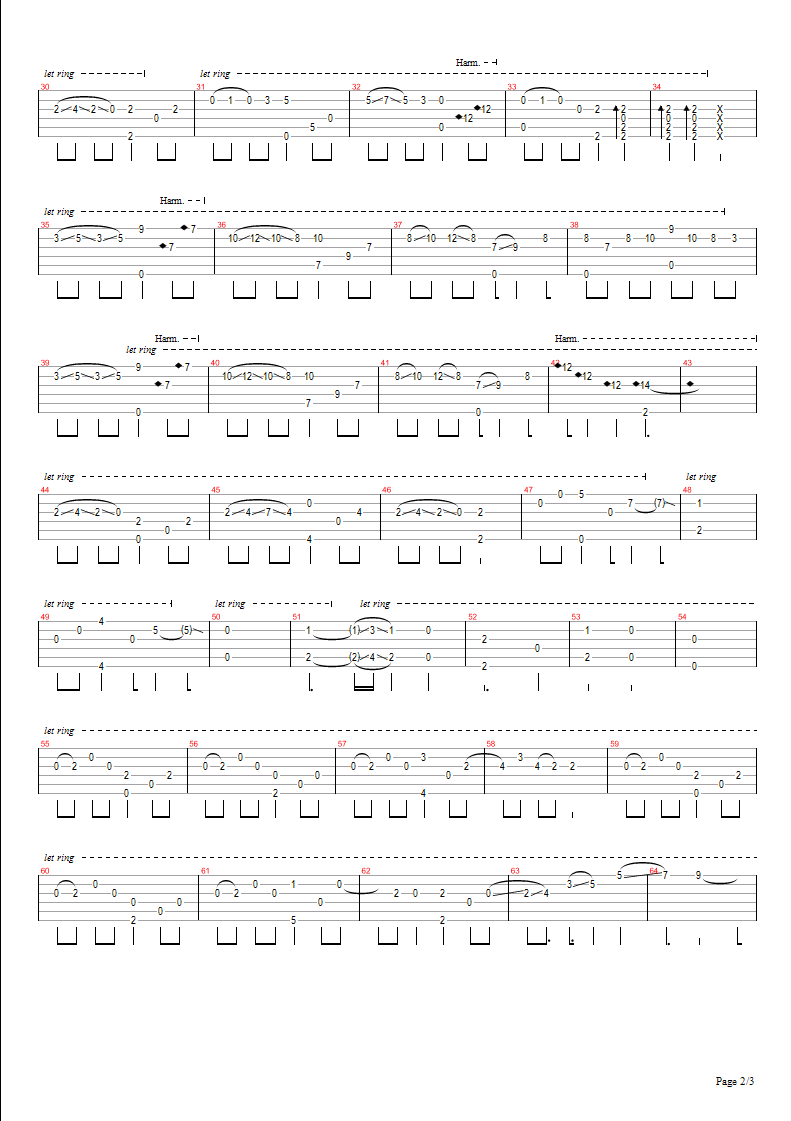 Harm.
let ring let ring
30 31 32 33 34
0 1 0 3 5 5 7 5 3 0 0 1 0
2 4 2 0 2 2 12 0 2 2 2 2 X
0 0 12 0 0 0 X
5 0 0 2 2 2 X
2 0 2 2 2 2 X
Harm.
let ring
35 36 37 38
9 7 9
3 5 3 5 10 12 10 8 10 8 10 12 8 8 8 8 10 10 8 3
7 7 7 9 7
9
7 0
0 0 0
Harm. Harm.
let ring
39 40 41 42 43
9 7 12
3 5 3 5 10 12 10 8 10 8 10 12 8 8 12
7 7 7 9 12 14
9
7
0 0 2
let ring let ring
44 45 46 47 48
0 0 5
0 7 (7) 1
2 4 2 0 2 4 7 4 4 2 4 2 0 2 0
2 2 0 2
0
0 4 2 0
let ring let ring let ring
49 50 51 52 53 54
4
0 5 (5) 0 1 (1) 3 1 0 1 0
0 0 2 0
0
0 2 (2) 4 2 0 2 0
4 2 0
let ring
55 56 57 58 59
0 0 0 3 3 0
0 2 0 0 2 0 0 2 0 4 3 4 2 2 0 2 0
2 2 0 0 0 2 2 2
0 0 0
0 2 4 0
let ring
60 61 62 63 64
5 7 9
0 0 1 0 3 5
0 2 0 0 2 0 2 0 2 0 2 4
0 0 0 0
0
2 5 2
Page 2/3